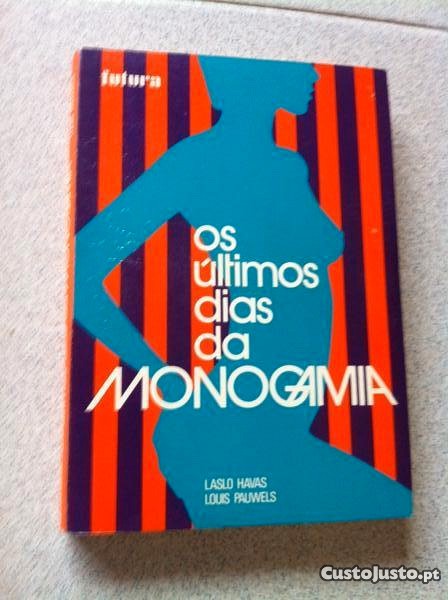 futura
os
últimos
dias
da
MONOGAMIA
LASLO HAVAS
LOUIS PAUWELS
CustoJusto.pt